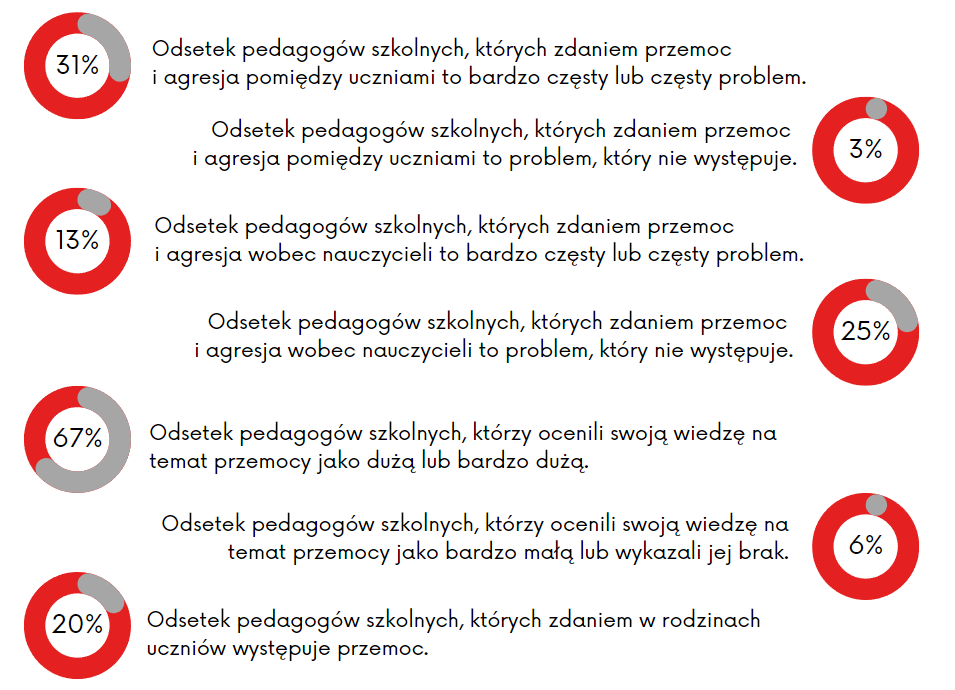 31%
Odsetek pedagogów szkolnych, których zdaniem przemoc
i agresja pomiędzy uczniami to bardzo częsty lub częsty problem.
Odsetek pedagogów szkolnych, których zdaniem przemoc
i agresja pomiędzy uczniami to problem, który nie występuje.
3%
13%
Odsetek pedagogów szkolnych, których zdaniem przemoc
i agresja wobec nauczycieli to bardzo częsty lub częsty problem.
Odsetek pedagogów szkolnych, których zdaniem przemoc
i agresja wobec nauczycieli to problem, który nie występuje.
25%
67%
Odsetek pedagogów szkolnych, którzy ocenili swoją wiedzę na
temat przemocy jako dużą lub bardzo dużą.
Odsetek pedagogów szkolnych, którzy ocenili swoją wiedzę na
temat przemocy jako bardzo małą lub wykazali jej brak.
6%
20%
Odsetek pedagogów szkolnych, których zdaniem w rodzinach
uczniów występuje przemoc.